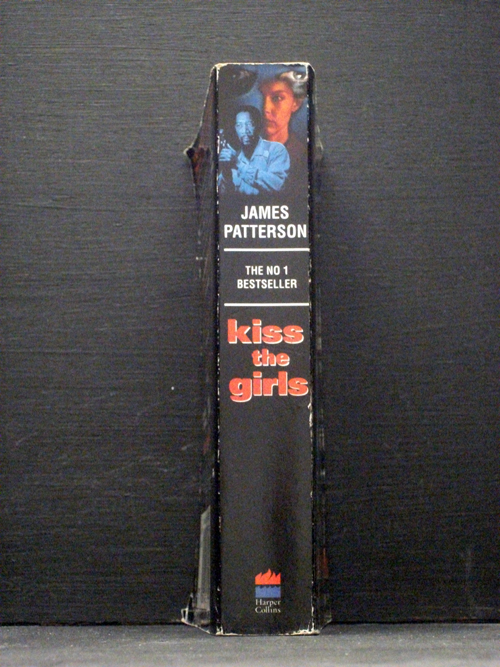 JAMES
PATTERSON
THE NO 1
BESTSELLER
kiss
the
girls
Harper
Collins